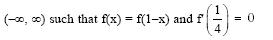 (–∞, ∞) such that f(x) = f(1–x) and f'(1/4) = 0